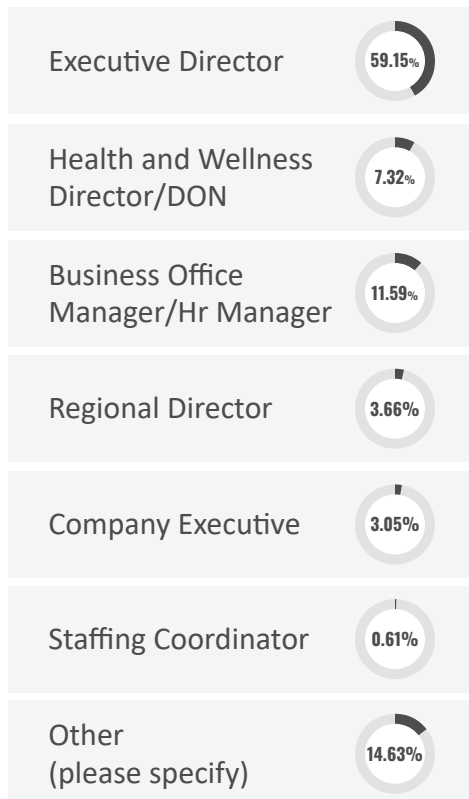 Executive Director
59.15%
Health and Wellness
Director/DON
7.32%
Business Office
Manager/Hr Manager
11.59%
Regional Director
3.66%
Company Executive
3.05%
Staffing Coordinator
0.61%
Other
(please specify)
14.63%